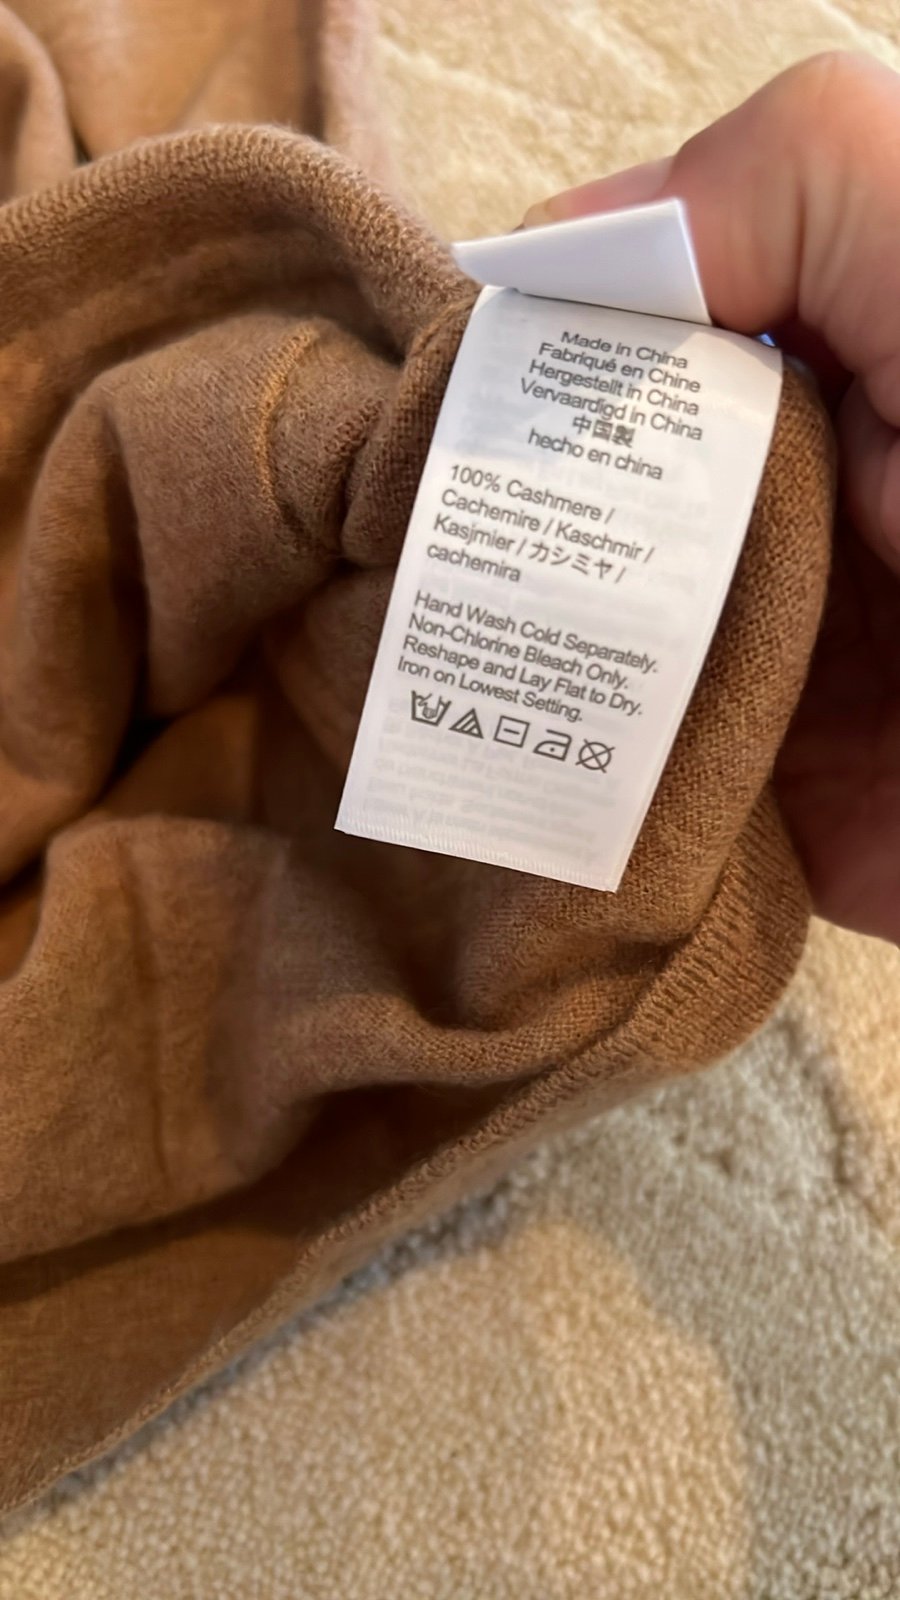 Made in China
Fabriqué en Chine
Hergestellt in China
Vervaardigd in China
中国製
hecho en china
100% Cashmere /
Cachemire / Kaschmir /
Kasjmier / カシミヤ /
cachemira
Hand Wash Cold Separately.
Non-Chlorine Bleach Only.
Reshape and Lay Flat to Dry.
Iron on Lowest Setting.